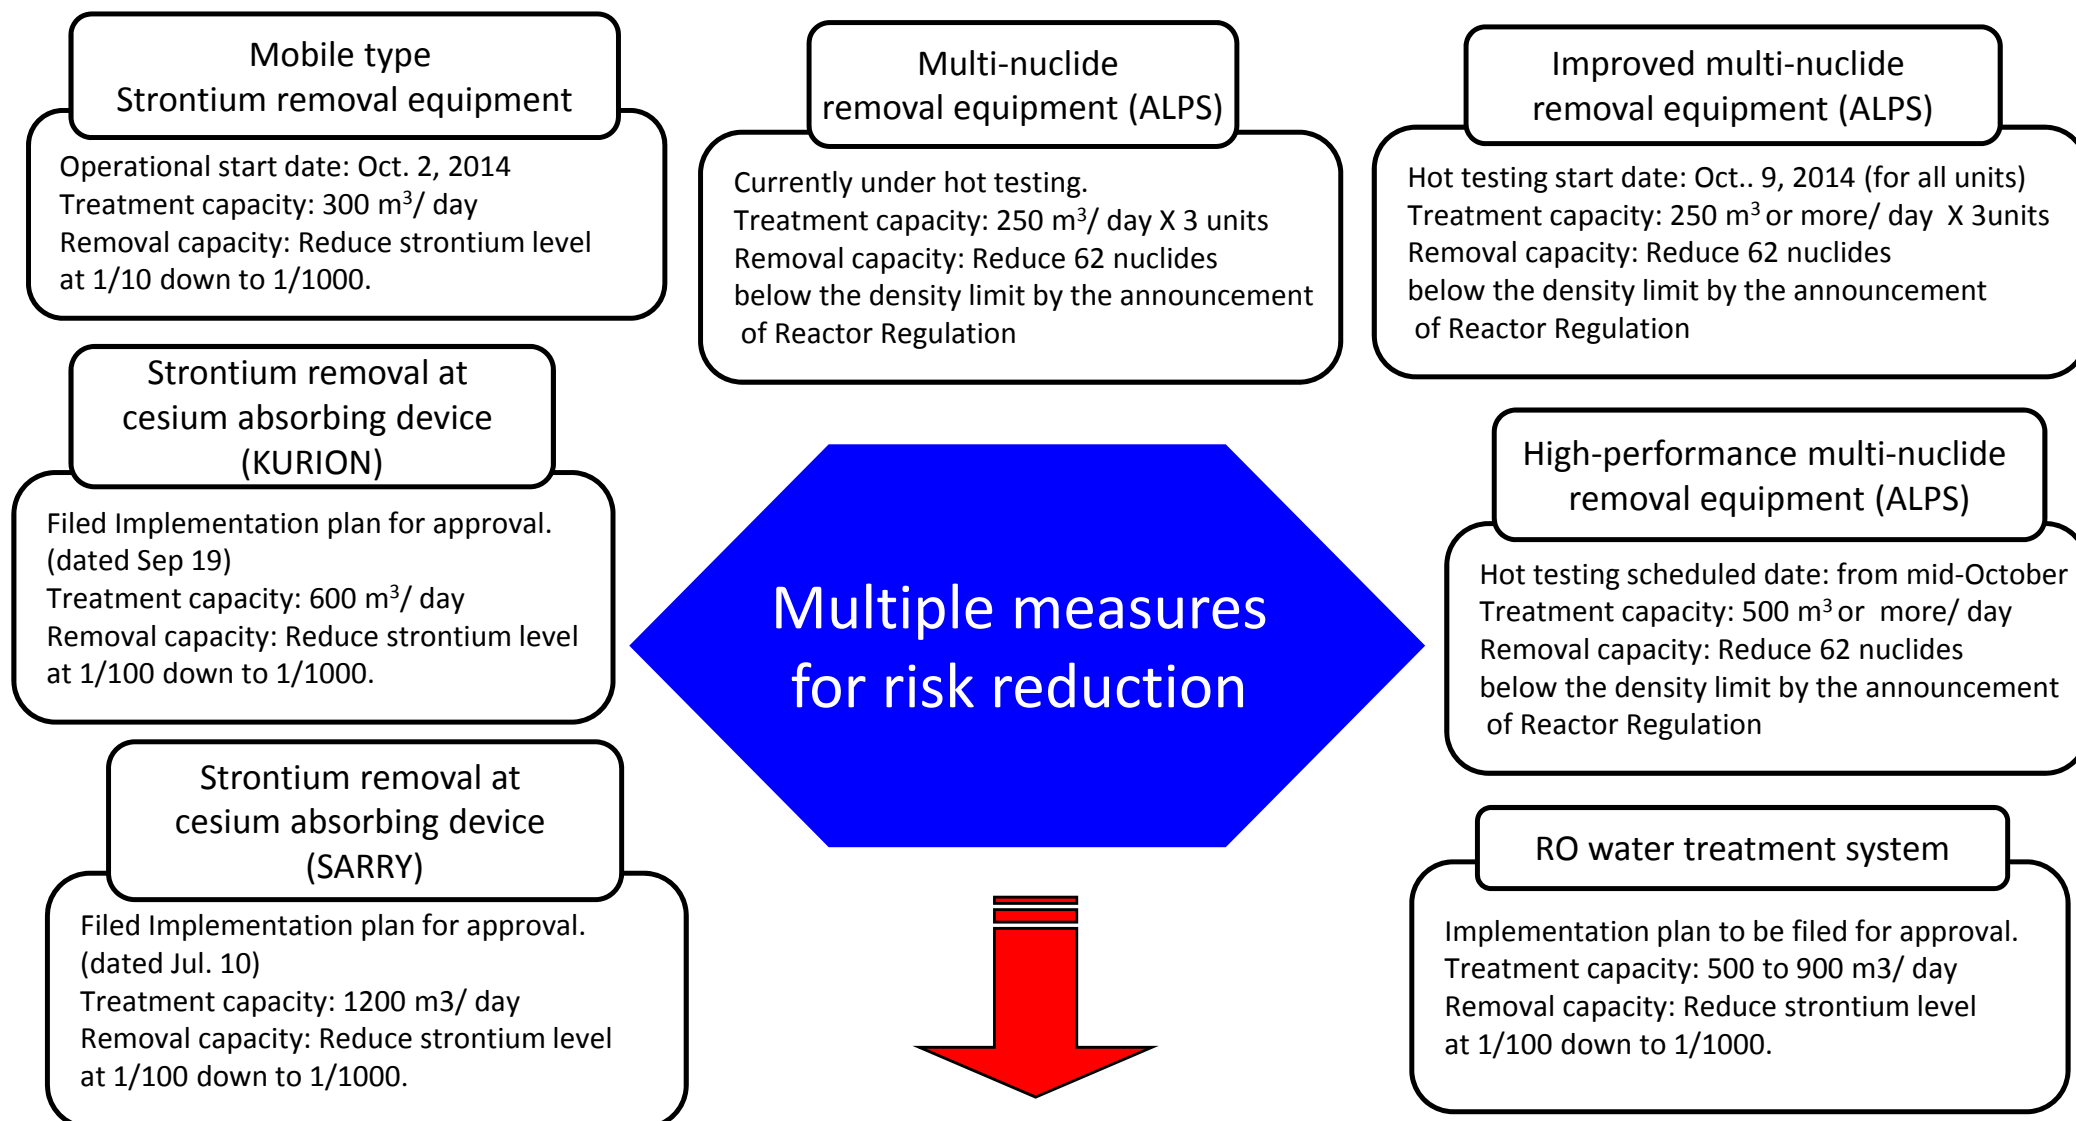 Mobile type
Strontium removal equipment
Operational start date: Oct. 2, 2014
Treatment capacity: 300 m³/ day
Removal capacity: Reduce strontium level
at 1/10 down to 1/1000.
Multi-nuclide
removal equipment (ALPS)
Currently under hot testing.
Treatment capacity: 250 m³/ day X 3 units
Removal capacity: Reduce 62 nuclides
below the density limit by the announcement
of Reactor Regulation
Improved multi-nuclide
removal equipment (ALPS)
Hot testing start date: Oct.. 9, 2014 (for all units)
Treatment capacity: 250 m³ or more/ day X 3units
Removal capacity: Reduce 62 nuclides
below the density limit by the announcement
of Reactor Regulation
Strontium removal at
cesium absorbing device
(KURION)
Filed Implementation plan for approval.
(dated Sep 19)
Treatment capacity: 600 m³/ day
Removal capacity: Reduce strontium level
at 1/100 down to 1/1000.
Multiple measures
for risk reduction
High-performance multi-nuclide
removal equipment (ALPS)
Hot testing scheduled date: from mid-October
Treatment capacity: 500 m³ or more/ day
Removal capacity: Reduce 62 nuclides
below the density limit by the announcement
of Reactor Regulation
Strontium removal at
cesium absorbing device
(SARRY)
Filed Implementation plan for approval.
(dated Jul. 10)
Treatment capacity: 1200 m3/ day
Removal capacity: Reduce strontium level
at 1/100 down to 1/1000.
RO water treatment system
Implementation plan to be filed for approval.
Treatment capacity: 500 to 900 m3/ day
Removal capacity: Reduce strontium level
at 1/100 down to 1/1000.